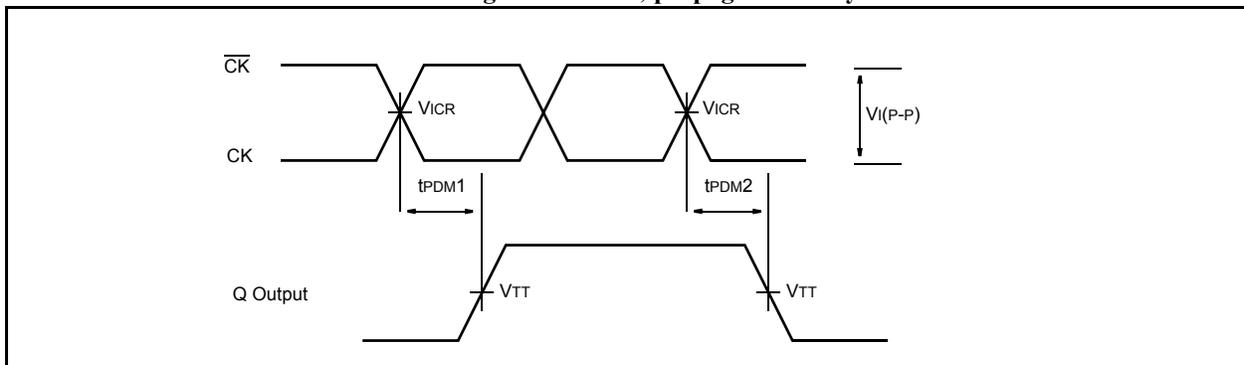 CK
VICR
VICR
VI(P-P)
CK
tPDM1
tPDM2
Q Output
VTT
VTT